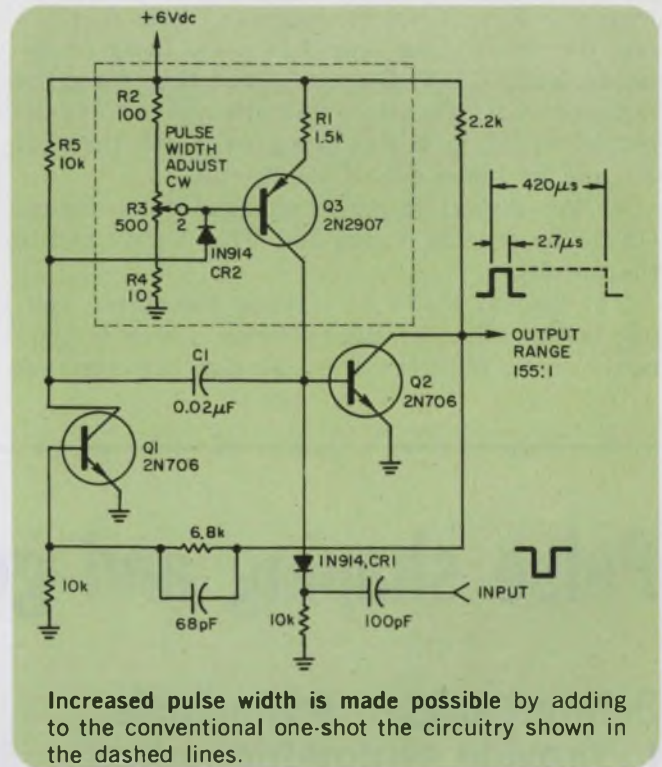 +6Vdc
R2
100
R1
1.5k
2.2k
R5
10k
PULSE
WIDTH
ADJUST
CW
420μs
R3
500
2
Q3
2N2907
2.7μs
IN914
CR2
R4
10
OUTPUT
RANGE
155:1
C1
0.02μF
Q2
2N706
Q1
2N706
6.8k
IN914,CR1
10k
68pF
10k
100pF
INPUT
Increased pulse width is made possible by adding
to the conventional one-shot the circuitry shown in
the dashed lines.